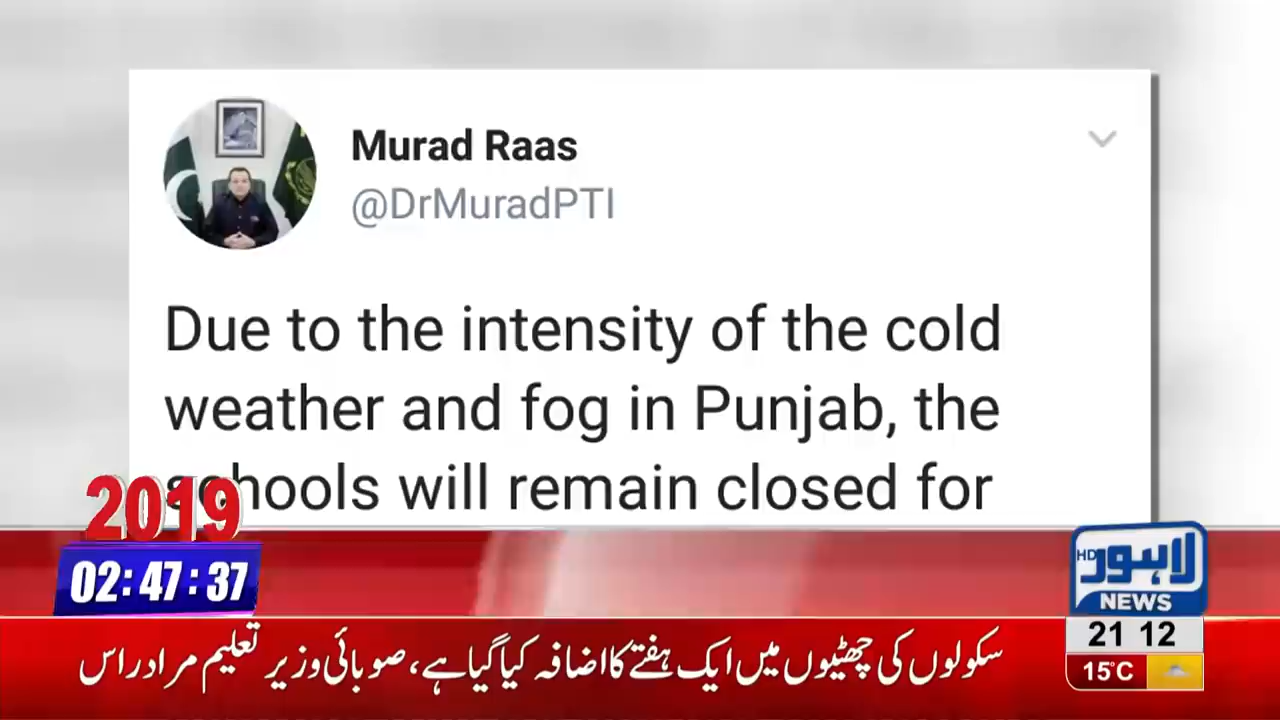 Murad Raas
@DrMuradPTI
Due to the intensity of the cold
weather and fog in Punjab, the
schools will remain closed for
2019
02:47:37
HD
لاہور
NEWS
21 12
15°C
سکولوں کی چھٹیوں میں ایک ہفتے کا اضافہ کیا گیا ہے، صوبائی وزیر تعلیم مراد راس